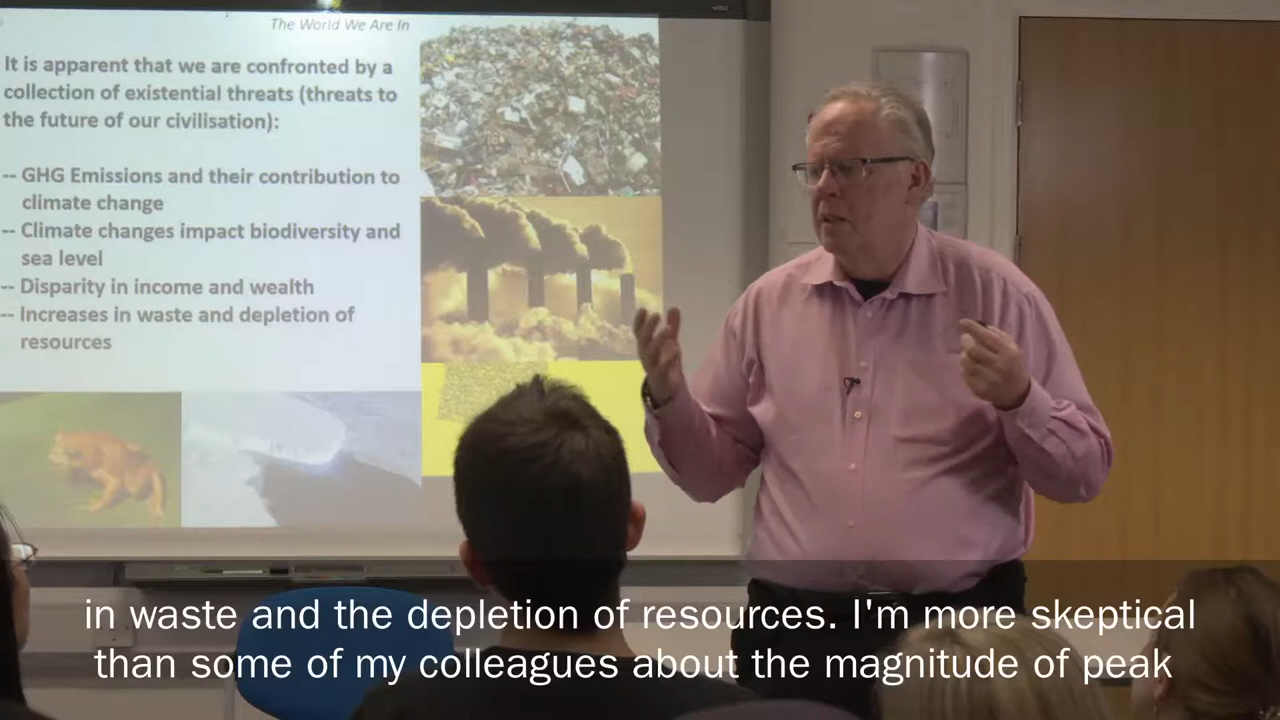 The World We Are In
It is apparent that we are confronted by a
collection of existential threats (threats to
the future of our civilisation):
-- GHG Emissions and their contribution to
climate change
-- Climate changes impact biodiversity and
sea level
-- Disparity in income and wealth
-- Increases in waste and depletion of
resources
in waste and the depletion of resources. I'm more skeptical
than some of my colleagues about the magnitude of peak